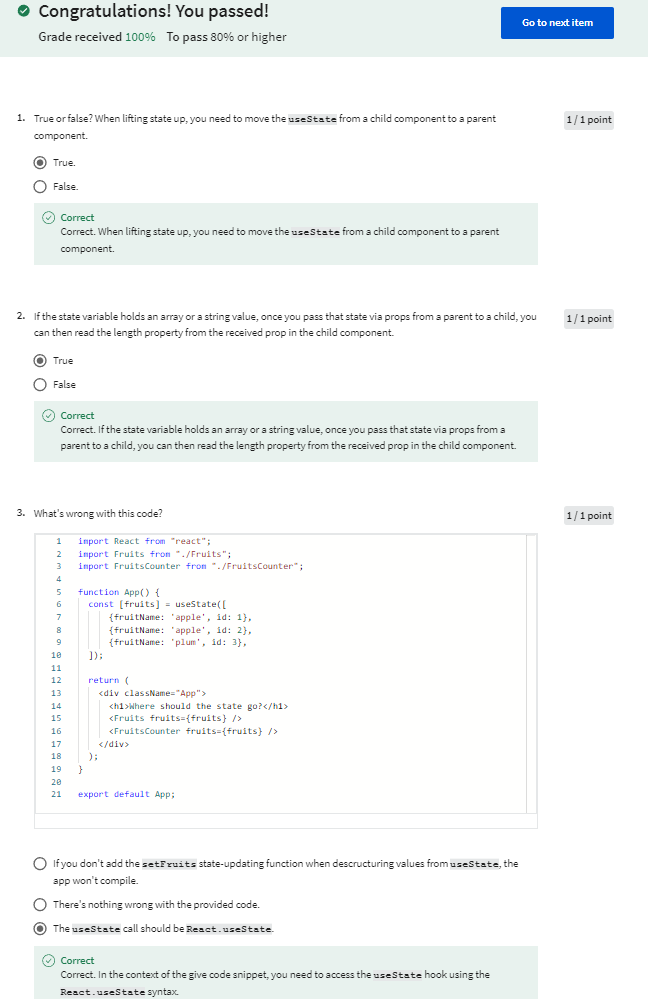 Congratulations! You passed!
Grade received 100% To pass 80% or higher
Go to next item
1. True or false? When lifting state up, you need to move the useState from a child component to a parent
component.
1 / 1 point
True.
False.
Correct
Correct. When lifting state up, you need to move the useState from a child component to a parent
component.
2. If the state variable holds an array or a string value, once you pass that state via props from a parent to a child, you
can then read the length property from the received prop in the child component.
1 / 1 point
True
False
Correct
Correct. If the state variable holds an array or a string value, once you pass that state via props from a
parent to a child, you can then read the length property from the received prop in the child component.
3. What's wrong with this code?
1 / 1 point
1 import React from "react";
2 import Fruits from "./Fruits";
3 import FruitsCounter from "./FruitsCounter";
4
5 function App() {
6 const [fruits] = useState([
7 {fruitName: 'apple', id: 1},
8 {fruitName: 'apple', id: 2},
9 {fruitName: 'plum', id: 3},
10 ]);
11
12 return (
13 <div className="App">
14 <h1>Where should the state go?</h1>
15 <Fruits fruits={fruits} />
16 <FruitsCounter fruits={fruits} />
17 </div>
18 );
19 }
20
21 export default App;
If you don't add the setFruits state-updating function when descructuring values from useState, the
app won't compile.
There's nothing wrong with the provided code.
The useState call should be React.useState.
Correct
Correct. In the context of the give code snippet, you need to access the useState hook using the
React.useState syntax.